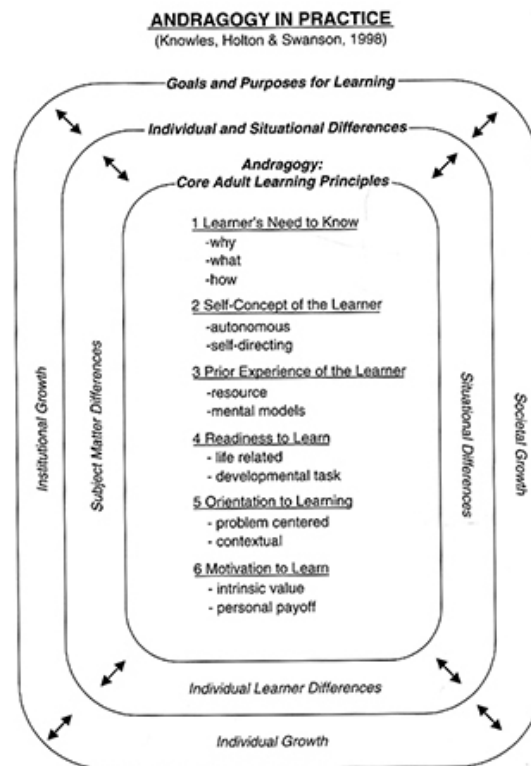 ANDRAGOGY IN PRACTICE
(Knowles, Holton & Swanson, 1998)
Goals and Purposes for Learning
Individual and Situational Differences
Andragogy:
Core Adult Learning Principles
1 Learner's Need to Know
-why
-what
-how
2 Self-Concept of the Learner
-autonomous
-self-directing
3 Prior Experience of the Learner
-resource
-mental models
4 Readiness to Learn
- life related
- developmental task
5 Orientation to Learning
- problem centered
- contextual
6 Motivation to Learn
- intrinsic value
- personal payoff
Institutional Growth
Subject Matter Differences
Situational Differences
Societal Growth
Individual Learner Differences
Individual Growth